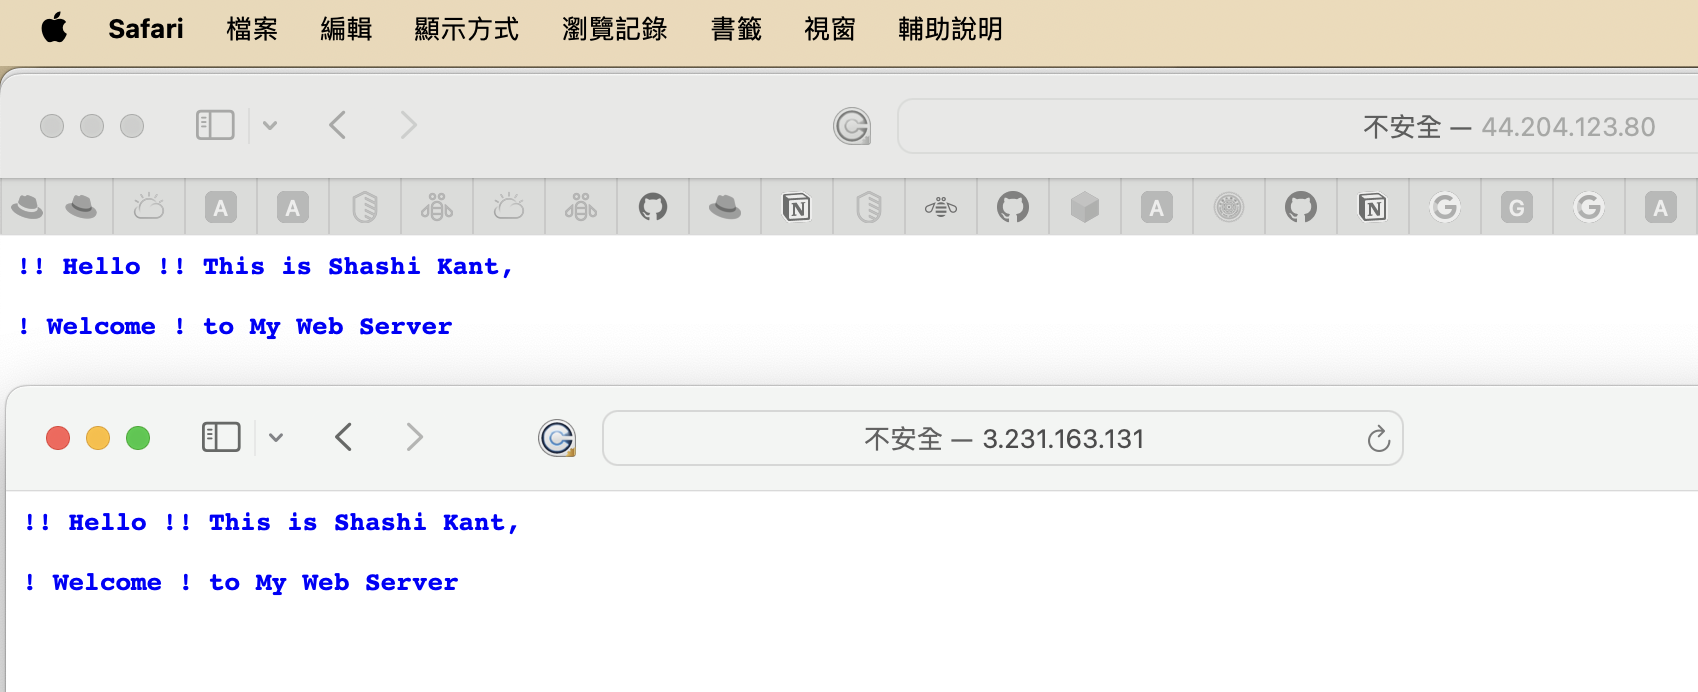 Safari 檔案 編輯 顯示方式 瀏覽記錄 書籤 視窗 輔助說明
不安全 — 44.204.123.80
A A N A N G G G A
!! Hello !! This is Shashi Kant,
! Welcome ! to My Web Server
不安全 — 3.231.163.131
!! Hello !! This is Shashi Kant,
! Welcome ! to My Web Server